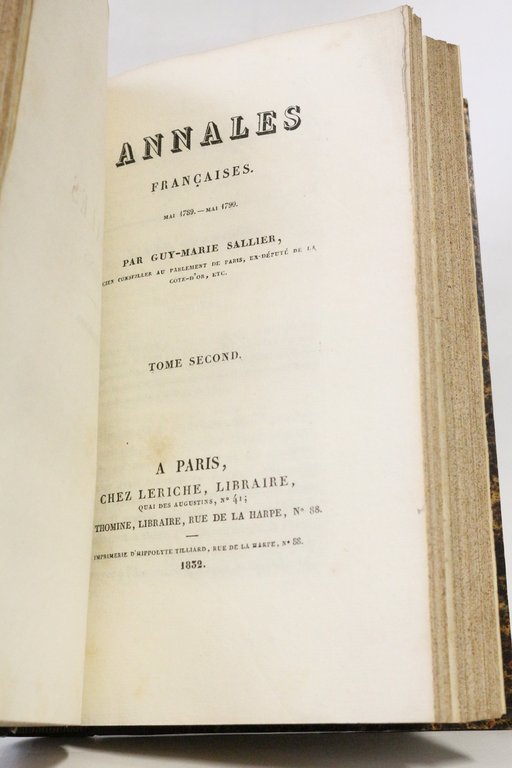 ANNALES
FRANÇAISES.
MAI 1789.—MAI 1790.
PAR GUY-MARIE SALLIER,
CIEN CONSEILLER AU PARLEMENT DE PARIS, EX-DÉPUTÉ DE LA
COTE-D'OR, ETC.
TOME SECOND.
A PARIS,
CHEZ LERICHE, LIBRAIRE,
QUAI DES AUGUSTINS, N° 41;
THOMINE, LIBRAIRE, RUE DE LA HARPE, N° 88.
IMPRIMERIE D'HIPPOLYTE TILLIARD, RUE DE LA HARPE, N° 88.
1832.